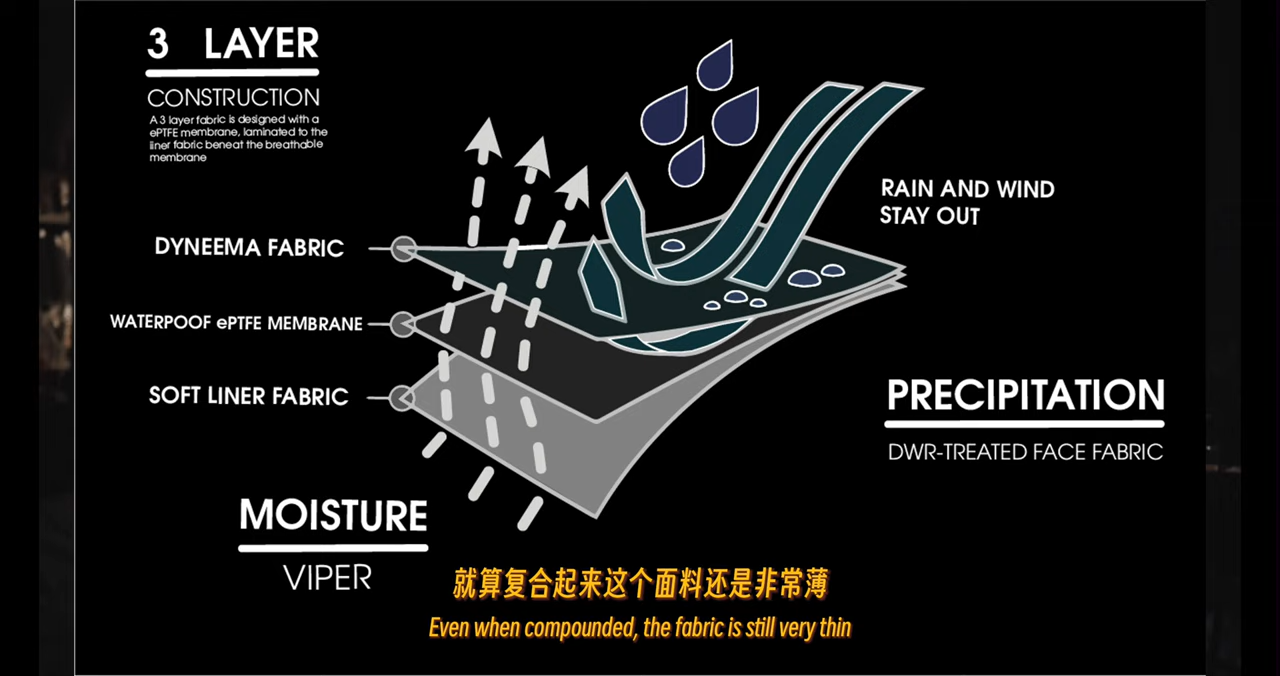 3 LAYER
CONSTRUCTION
A 3 layer fabric is designed with a
ePTFE membrane, laminated to the
liner fabric beneat the breathable
membrane
RAIN AND WIND
STAY OUT
DYNEEMA FABRIC
WATERPOOF ePTFE MEMBRANE
SOFT LINER FABRIC
PRECIPITATION
DWR-TREATED FACE FABRIC
MOISTURE
VIPER
就算复合起来这个面料还是非常薄
Even when compounded, the fabric is still very thin